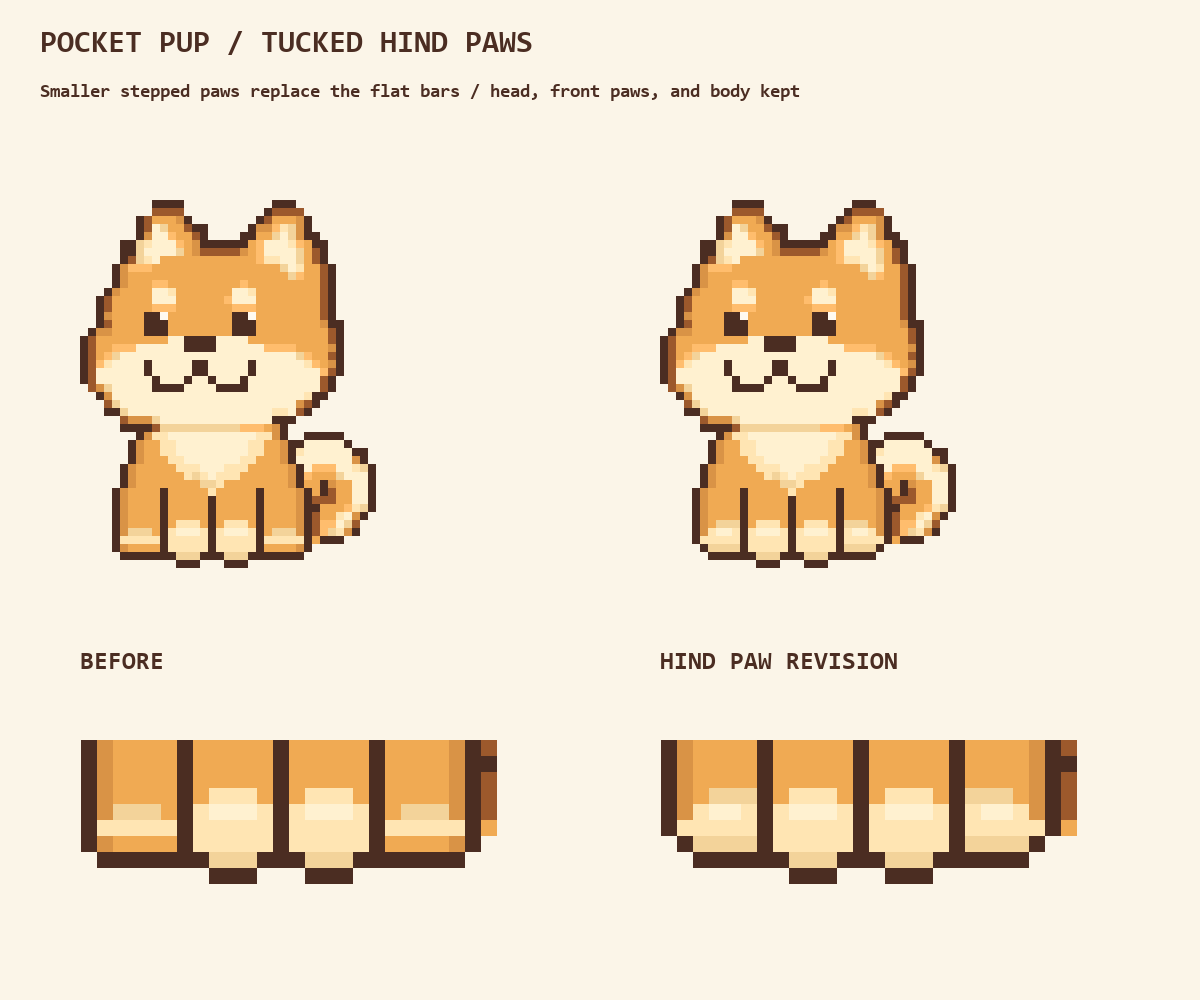 POCKET PUP / TUCKED HIND PAWS
Smaller stepped paws replace the flat bars / head, front paws, and body kept
BEFORE
HIND PAW REVISION